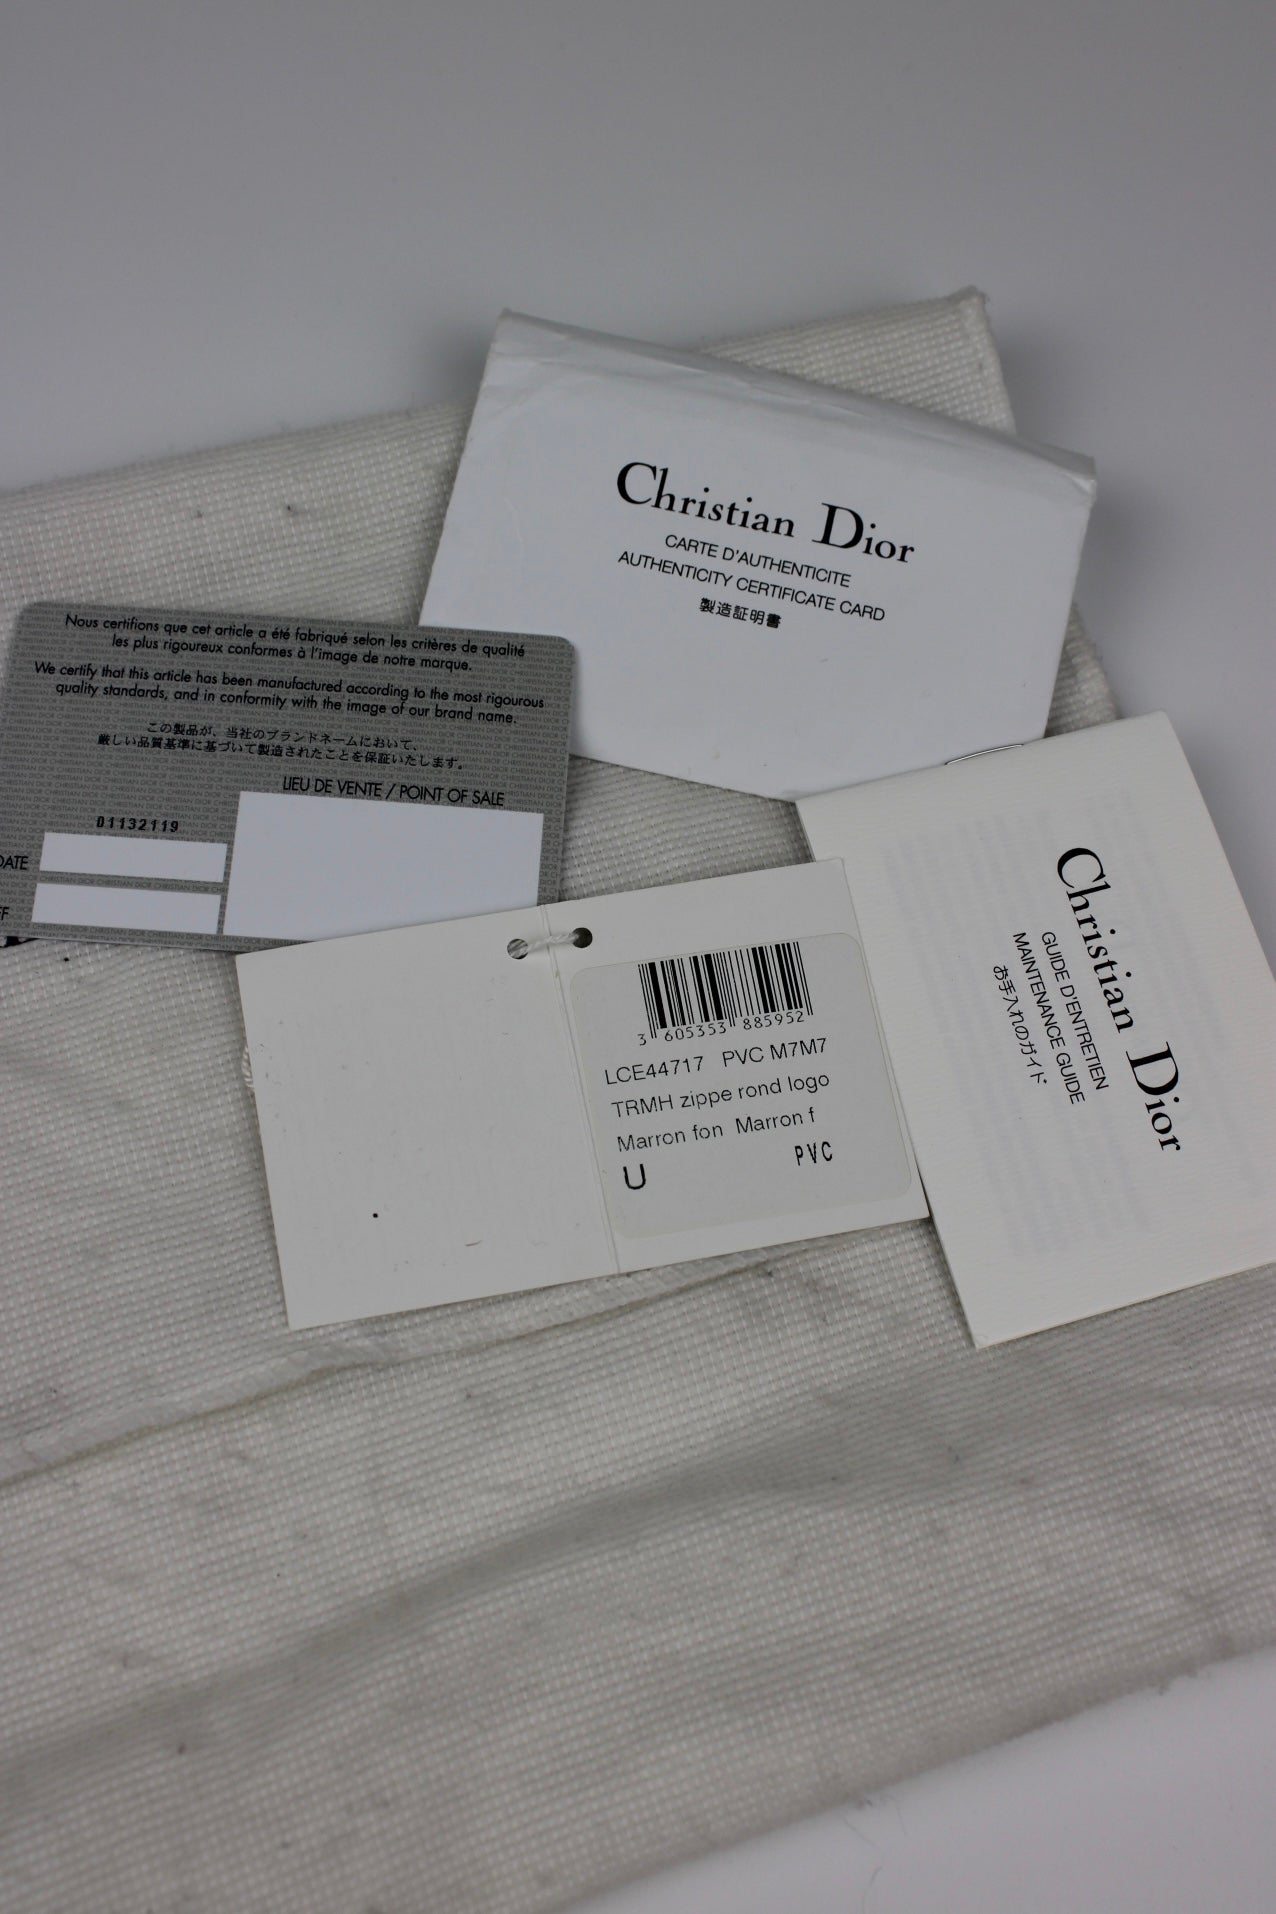 Christian Dior
CARTE D'AUTHENTICITE
AUTHENTICITY CERTIFICATE CARD
製造証明書
Nous certifions que cet article a été fabriqué selon les critères de qualité
les plus rigoureux conformes à l'image de notre marque.
We certify that this article has been manufactured according to the most rigourous
quality standards, and in conformity with the image of our brand name.
この製品が、当社のブランドネームにおいて、
厳しい品質基準に基づいて製造されたことを保証いたします。
LIEU DE VENTE / POINT OF SALE
01132119
DATE
Christian Dior
GUIDE D'ENTRETIEN
MAINTENANCE GUIDE
お手入れのガイド
3 605353 885952
LCE44717 PVC M7M7
TRMH zippe rond logo
Marron fon Marron f
U PVC